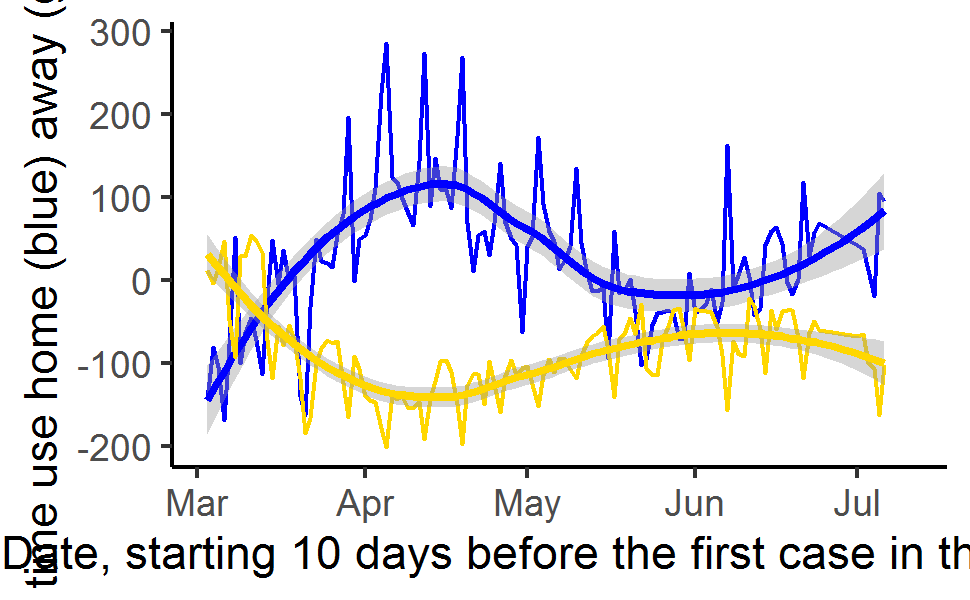 time use home (blue) away (
300
200
100
0
-100
-200
Mar Apr May Jun Jul
Date, starting 10 days before the first case in th